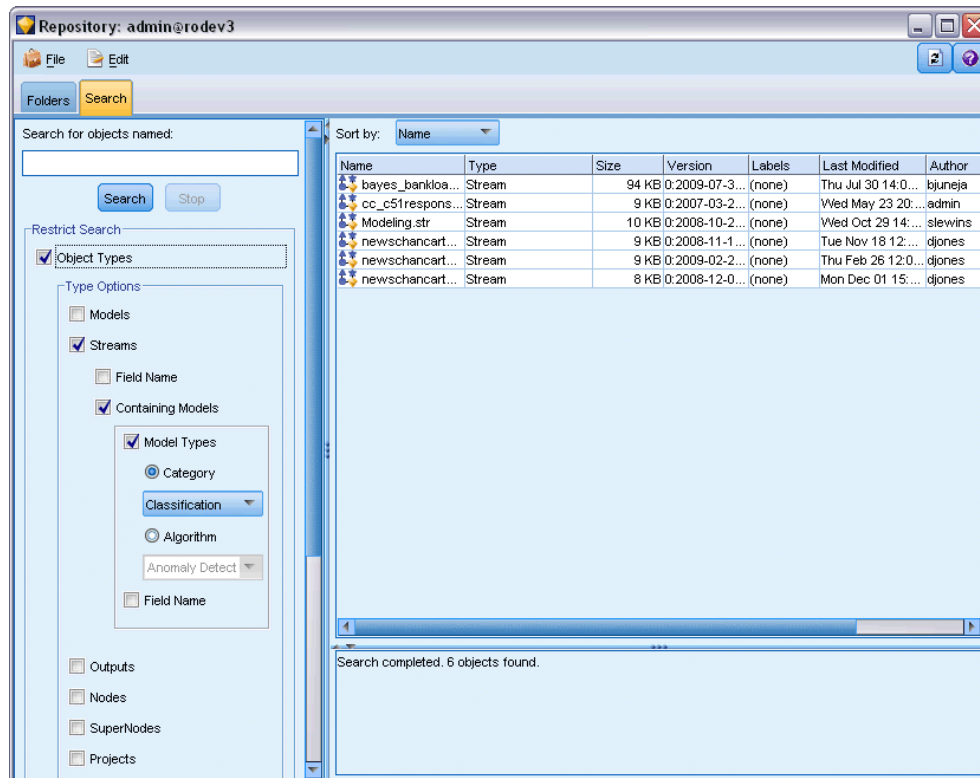 Repository: admin@rodev3
File Edit
Folders Search
Search for objects named:
Search Stop
Restrict Search
Object Types
Type Options
Models
Streams
Field Name
Containing Models
Model Types
Category
Classification
Algorithm
Anomaly Detect
Field Name
Outputs
Nodes
SuperNodes
Projects
Sort by: Name
Name Type Size Version Labels Last Modified Author
bayes_bankloa... Stream 94 KB 0:2009-07-3... (none) Thu Jul 30 14:0... bjuneja
cc_c51respons... Stream 9 KB 0:2007-03-2... (none) Wed May 23 20:... admin
Modeling.str Stream 10 KB 0:2008-10-2... (none) Wed Oct 29 14:... slewins
newschancart... Stream 9 KB 0:2008-11-1... (none) Tue Nov 18 12:... djones
newschancart... Stream 9 KB 0:2009-02-2... (none) Thu Feb 26 12:0... djones
newschancart... Stream 8 KB 0:2008-12-0... (none) Mon Dec 01 15:... djones
Search completed. 6 objects found.